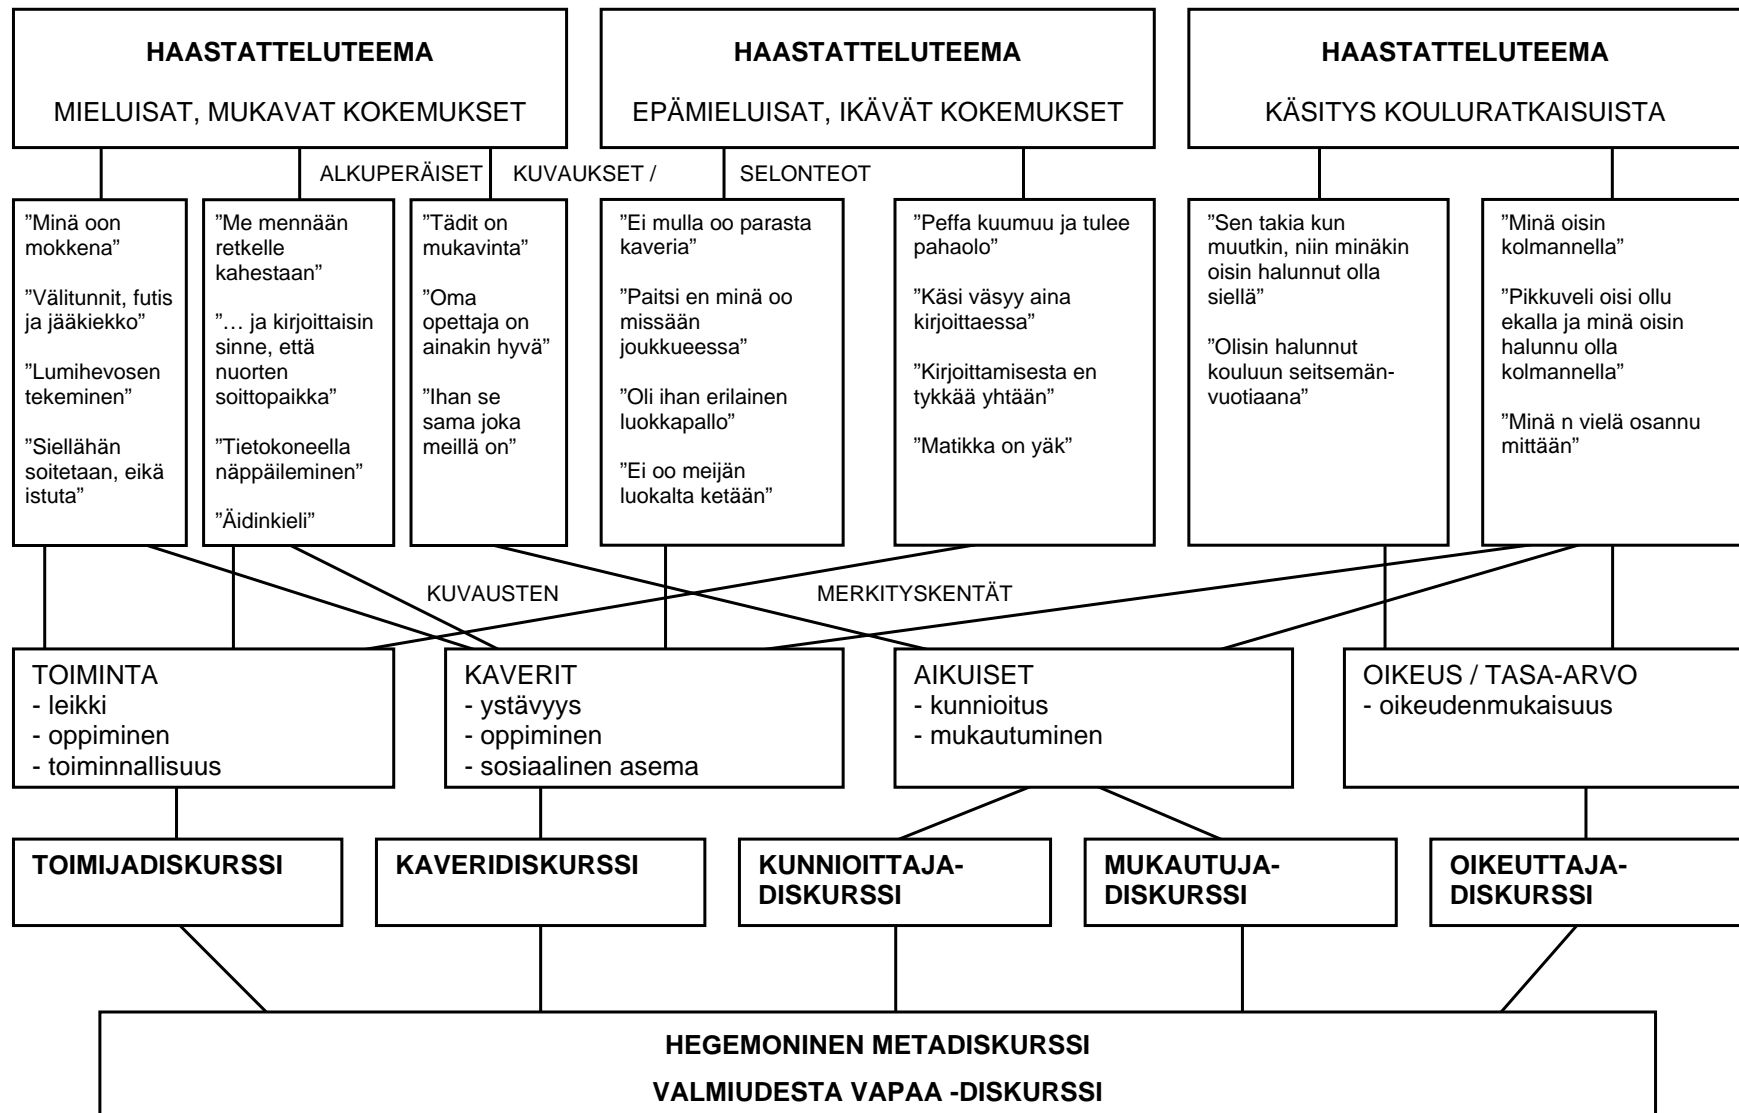 HAASTATTELUTEEMA
MIELUISAT, MUKAVAT KOKEMUKSET
HAASTATTELUTEEMA
EPÄMIELUISAT, IKÄVÄT KOKEMUKSET
HAASTATTELUTEEMA
KÄSITYS KOULURATKAISUISTA
ALKUPERÄISET KUVAUKSET / SELONTEOT
”Minä oon
mokkena”
”Välitunnit, futis
ja jääkiekko”
”Lumihevosen
tekeminen”
”Siellähän
soitetaan, eikä
istuta”
”Me mennään
retkelle
kahestaan”
”… ja kirjoittaisin
sinne, että
nuorten
soittopaikka”
”Tietokoneella
näppäileminen”
”Äidinkieli”
”Tädit on
mukavinta”
”Oma
opettaja on
ainakin hyvä”
”Ihan se
sama joka
meillä on”
”Ei mulla oo parasta
kaveria”
”Paitsi en minä oo
missään
joukkueessa”
”Oli ihan erilainen
luokkapallo”
”Ei oo meijän
luokalta ketään”
”Peffa kuumuu ja tulee
pahaolo”
”Käsi väsyy aina
kirjoittaessa”
”Kirjoittamisesta en
tykkää yhtään”
”Matikka on yäk”
”Sen takia kun
muutkin, niin minäkin
oisin halunnut olla
siellä”
”Olisin halunnut
kouluun seitsemän-
vuotiaana”
”Minä oisin
kolmannella”
”Pikkuveli oisi ollu
ekalla ja minä oisin
halunnu olla
kolmannella”
”Minä n vielä osannu
mittään”
KUVAUSTEN MERKITYSKENTÄT
TOIMINTA
- leikki
- oppiminen
- toiminnallisuus
KAVERIT
- ystävyys
- oppiminen
- sosiaalinen asema
AIKUISET
- kunnioitus
- mukautuminen
OIKEUS / TASA-ARVO
- oikeudenmukaisuus
TOIMIJADISKURSSI
KAVERIDISKURSSI
KUNNIOITTAJA-
DISKURSSI
MUKAUTUJA-
DISKURSSI
OIKEUTTAJA-
DISKURSSI
HEGEMONINEN METADISKURSSI
VALMIUDESTA VAPAA -DISKURSSI